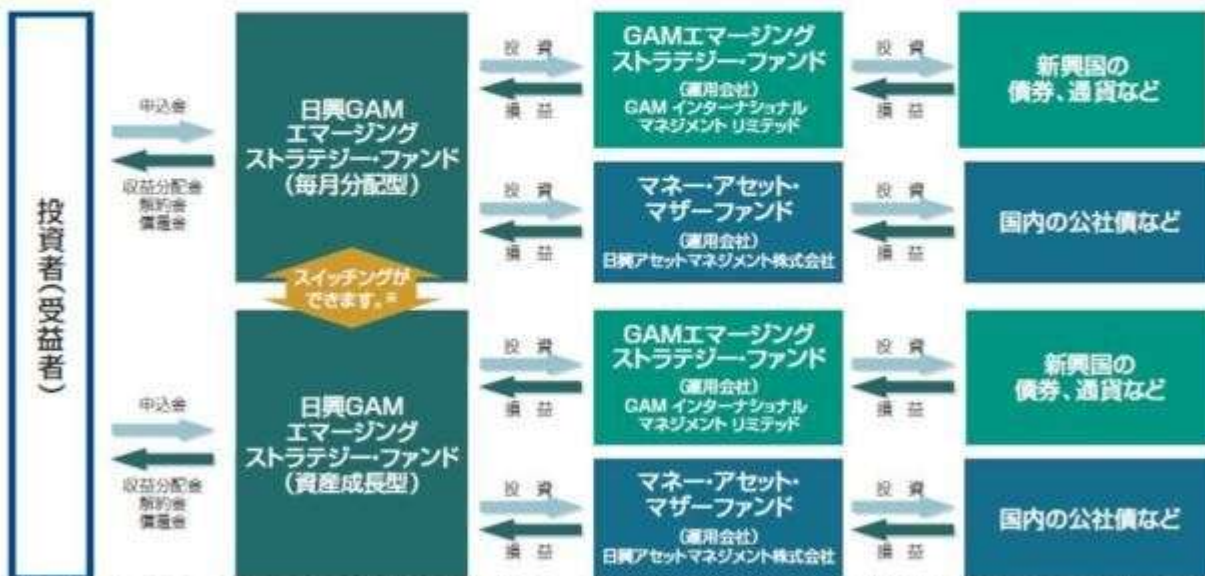 投資者(受益者)
申込金
収益分配金
解約金
償還金
日興GAM
エマージング
ストラテジー・ファンド
(毎月分配型)
投 資
損 益
GAMエマージング
ストラテジー・ファンド
(運用会社)
GAM インターナショナル
マネジメント リミテッド
投 資
損 益
新興国の
債券、通貨など
投 資
損 益
マネー・アセット・
マザーファンド
(運用会社)
日興アセットマネジメント株式会社
投 資
損 益
国内の公社債など
スイッチングが
できます。※
申込金
収益分配金
解約金
償還金
日興GAM
エマージング
ストラテジー・ファンド
(資産成長型)
投 資
損 益
GAMエマージング
ストラテジー・ファンド
(運用会社)
GAM インターナショナル
マネジメント リミテッド
投 資
損 益
新興国の
債券、通貨など
投 資
損 益
マネー・アセット・
マザーファンド
(運用会社)
日興アセットマネジメント株式会社
投 資
損 益
国内の公社債など